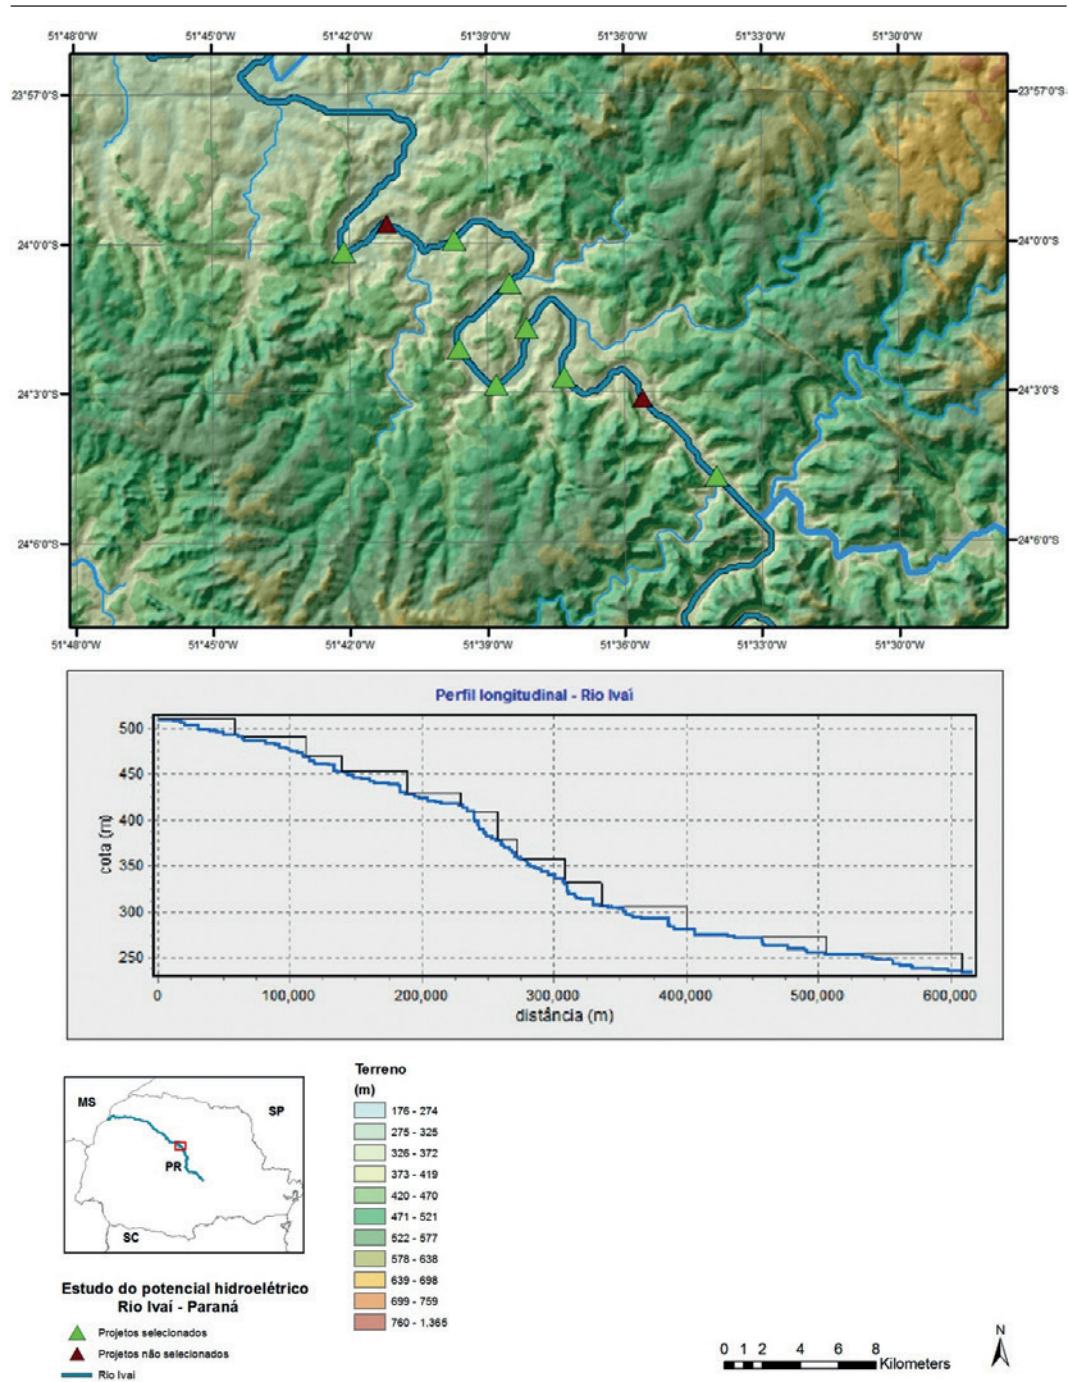 51°48'0"W 51°45'0"W 51°42'0"W 51°39'0"W 51°36'0"W 51°33'0"W 51°30'0"W
23°57'0"S 23°57'0"S
24°0'0"S 24°0'0"S
24°3'0"S 24°3'0"S
24°6'0"S 24°6'0"S
51°48'0"W 51°45'0"W 51°42'0"W 51°39'0"W 51°36'0"W 51°33'0"W 51°30'0"W
Perfil longitudinal - Rio Ivaí
cota (m)
500
450
400
350
300
250
0 100,000 200,000 300,000 400,000 500,000 600,000
distância (m)
MS
SP
PR
SC
Estudo do potencial hidroelétrico
Rio Ivaí - Paraná
Projetos selecionados
Projetos não selecionados
Rio Ivai
Terreno
(m)
176 - 274
275 - 325
326 - 372
373 - 419
420 - 470
471 - 521
522 - 577
578 - 638
639 - 698
699 - 759
760 - 1,365
0 1 2 4 6 8
Kilometers
N